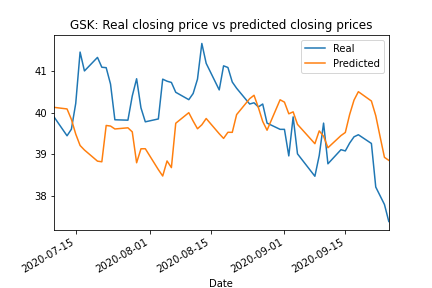 GSK: Real closing price vs predicted closing prices
Real
Predicted
41
40
39
38
2020-07-15
2020-08-01
2020-08-15
2020-09-01
2020-09-15
Date